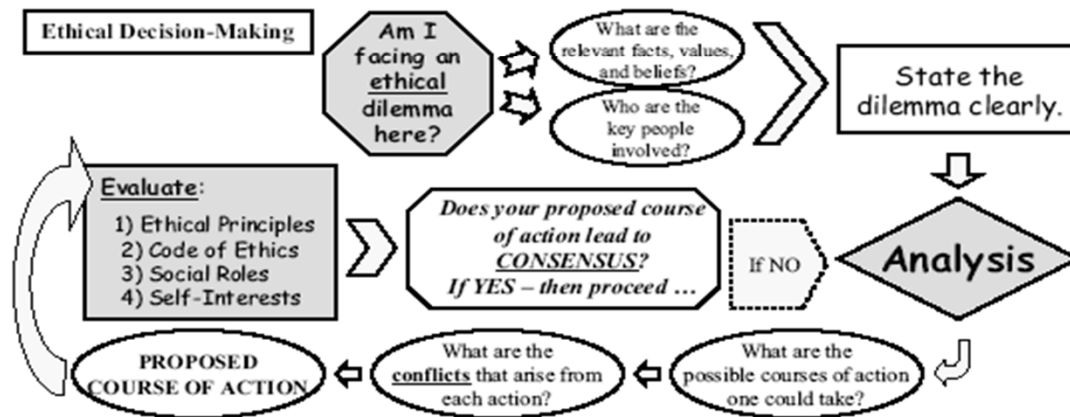 Ethical Decision-Making
Am I
facing an
ethical
dilemma
here?
What are the
relevant facts, values,
and beliefs?
Who are the
key people
involved?
State the
dilemma clearly.
Analysis
What are the
possible courses of action
one could take?
What are the
conflicts that arise from
each action?
PROPOSED
COURSE OF ACTION
Evaluate:
1) Ethical Principles
2) Code of Ethics
3) Social Roles
4) Self-Interests
Does your proposed course
of action lead to
CONSENSUS?
If YES – then proceed …
If NO